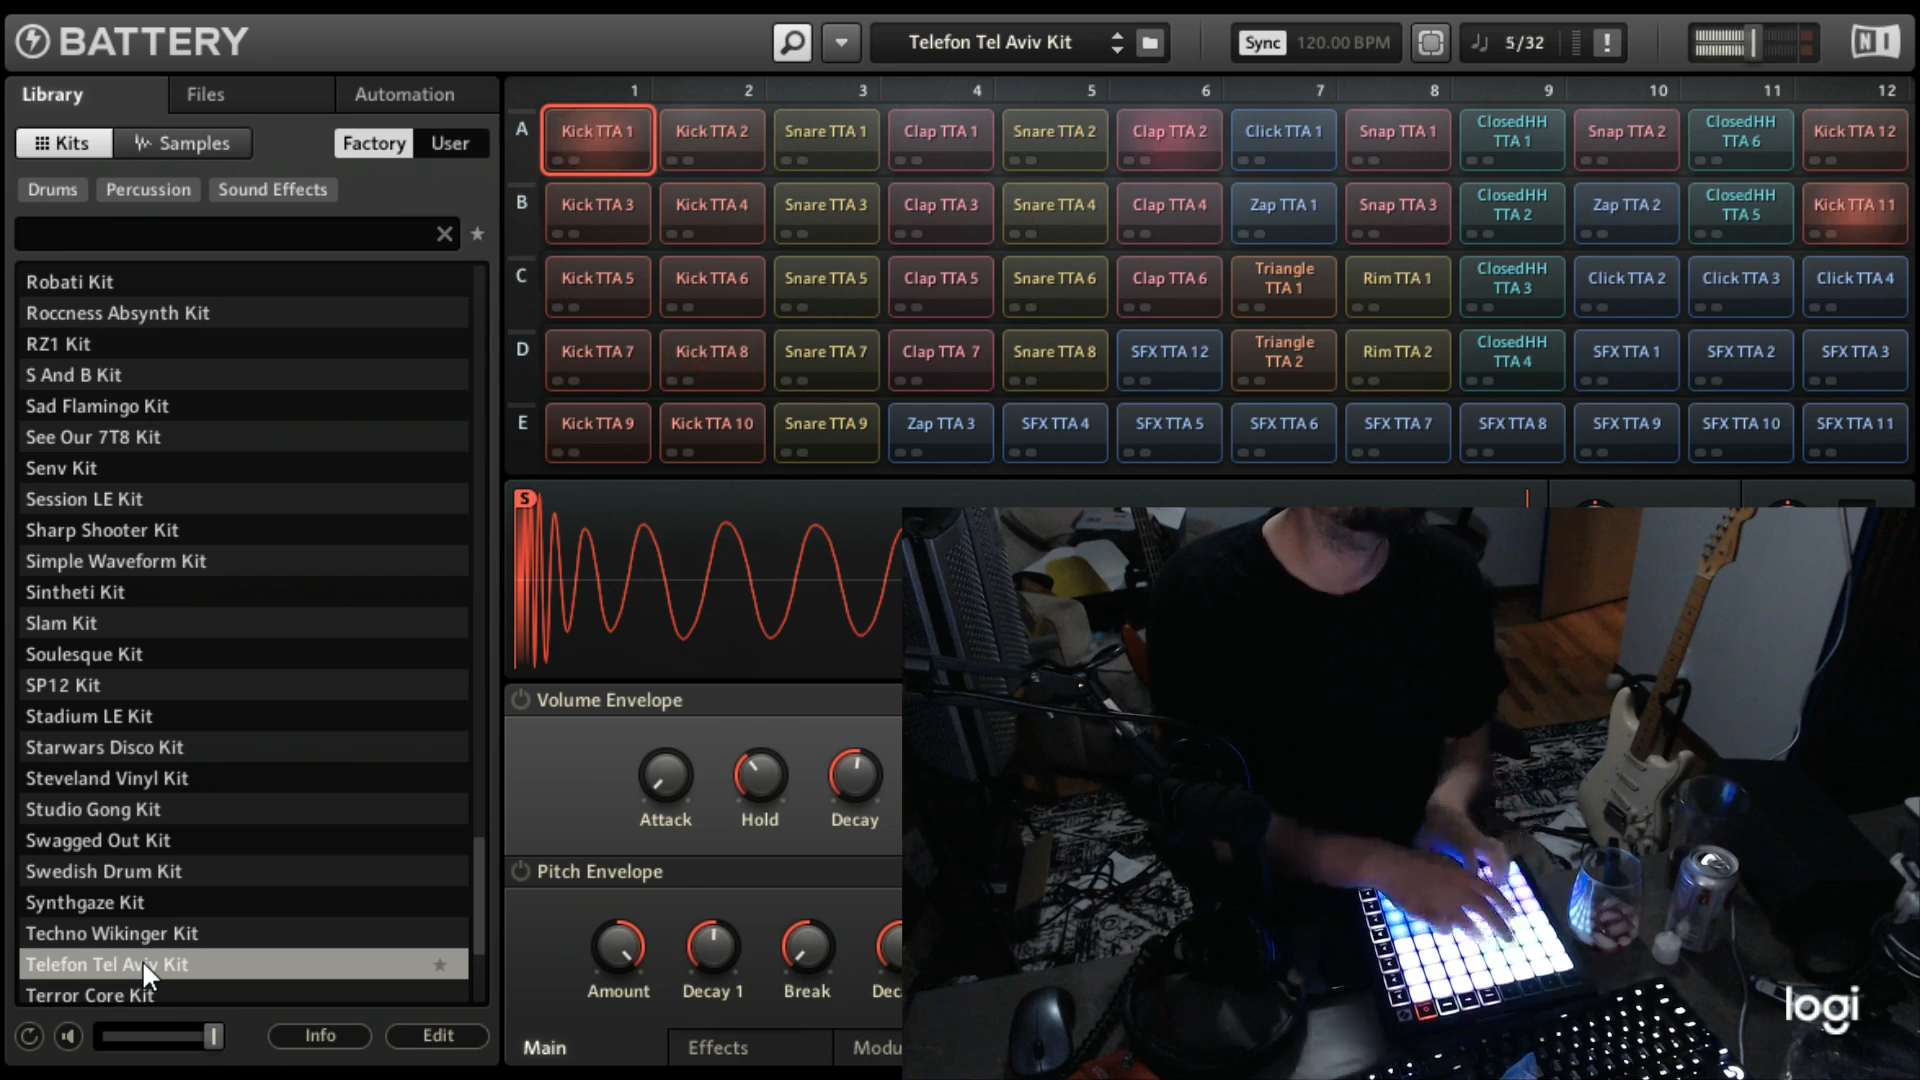 BATTERY
Telefon Tel Aviv Kit
Sync 120.00 BPM
5/32
!
NI
Library Files Automation
Kits Samples Factory User
Drums Percussion Sound Effects
Robati Kit
Roccness Absynth Kit
RZ1 Kit
S And B Kit
Sad Flamingo Kit
See Our 7T8 Kit
Senv Kit
Session LE Kit
Sharp Shooter Kit
Simple Waveform Kit
Sintheti Kit
Slam Kit
Soulesque Kit
SP12 Kit
Stadium LE Kit
Starwars Disco Kit
Steveland Vinyl Kit
Studio Gong Kit
Swagged Out Kit
Swedish Drum Kit
Synthgaze Kit
Techno Wikinger Kit
Telefon Tel Aviv Kit
Terror Core Kit
Info Edit
1 2 3 4 5 6 7 8 9 10 11 12
A Kick TTA 1 Kick TTA 2 Snare TTA 1 Clap TTA 1 Snare TTA 2 Clap TTA 2 Click TTA 1 Snap TTA 1 ClosedHH TTA 1 Snap TTA 2 ClosedHH TTA 6 Kick TTA 12
B Kick TTA 3 Kick TTA 4 Snare TTA 3 Clap TTA 3 Snare TTA 4 Clap TTA 4 Zap TTA 1 Snap TTA 3 ClosedHH TTA 2 Zap TTA 2 ClosedHH TTA 5 Kick TTA 11
C Kick TTA 5 Kick TTA 6 Snare TTA 5 Clap TTA 5 Snare TTA 6 Clap TTA 6 Triangle TTA 1 Rim TTA 1 ClosedHH TTA 3 Click TTA 2 Click TTA 3 Click TTA 4
D Kick TTA 7 Kick TTA 8 Snare TTA 7 Clap TTA 7 Snare TTA 8 SFX TTA 12 Triangle TTA 2 Rim TTA 2 ClosedHH TTA 4 SFX TTA 1 SFX TTA 2 SFX TTA 3
E Kick TTA 9 Kick TTA 10 Snare TTA 9 Zap TTA 3 SFX TTA 4 SFX TTA 5 SFX TTA 6 SFX TTA 7 SFX TTA 8 SFX TTA 9 SFX TTA 10 SFX TTA 11
S
Volume Envelope
Attack Hold Decay
Pitch Envelope
Amount Decay 1 Break Dec
Main Effects Modu
logi